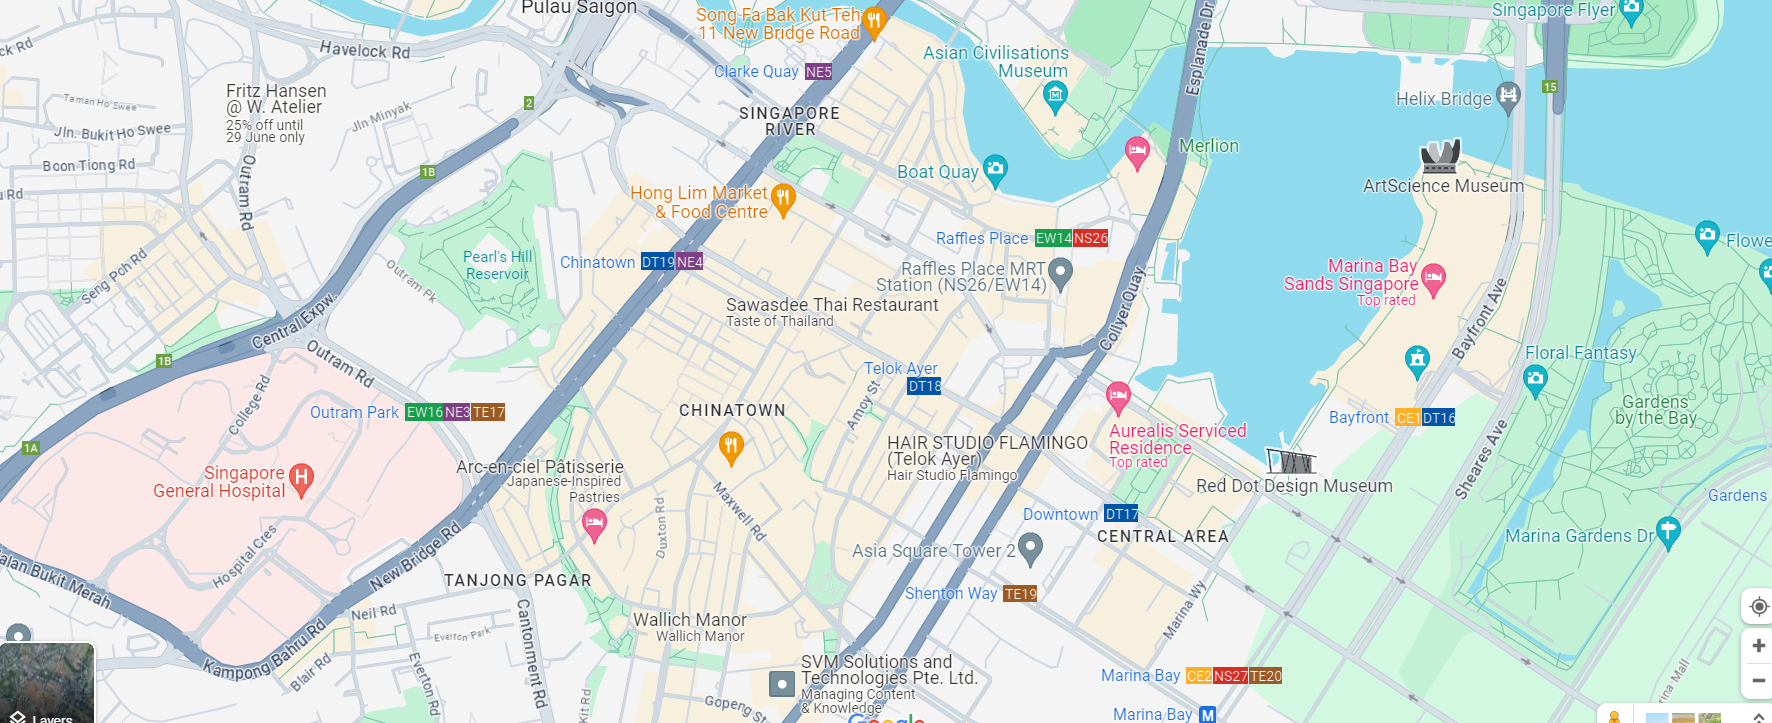 Pulau Saigon
Song Fa Bak Kut Teh
11 New Bridge Road
Singapore Flyer
Havelock Rd
Esplanade Dr
Asian Civilisations
Museum
Clarke Quay NE5
Fritz Hansen
@ W. Atelier
25% off until
29 June only
15
Helix Bridge
Taman Ho Swee
2
Jln Minyak
SINGAPORE
RIVER
Jln. Bukit Ho Swee
Merlion
Boon Tiong Rd
1B
Outram Rd
Boat Quay
ArtScience Museum
Hong Lim Market
& Food Centre
Raffles Place EW14 NS26
Pearl's Hill
Reservoir
Chinatown DT19 NE4
Raffles Place MRT
Station (NS26/EW14)
Marina Bay
Sands Singapore
Top rated
Seng Poh Rd
Outram Pk
Sawasdee Thai Restaurant
Taste of Thailand
Collyer Quay
Bayfront Ave
Central Expw.
1B
Outram Rd
Telok Ayer
DT18
Floral Fantasy
College Rd
Outram Park EW16 NE3 TE17
CHINATOWN
Amoy St
Bayfront CE1 DT16
Gardens
by the Bay
1A
Aurealis Serviced
Residence
Top rated
HAIR STUDIO FLAMINGO
(Telok Ayer)
Hair Studio Flamingo
Sheares Ave
Singapore
General Hospital
Arc-en-ciel Pâtisserie
Japanese-Inspired
Pastries
Red Dot Design Museum
Gardens
Maxwell Rd
Duxton Rd
Downtown DT17
CENTRAL AREA
Marina Gardens Dr
Hospital Cres
New Bridge Rd
Asia Square Tower 2
TANJONG PAGAR
Shenton Way TE19
Jalan Bukit Merah
Neil Rd
Cantonment Rd
Wallich Manor
Wallich Manor
Marina Wy
Everton Park
Kampong Bahru Rd
Blair Rd
Everton Rd
SVM Solutions and
Technologies Pte. Ltd.
Managing Content
& Knowledge
Marina Bay CE2 NS27 TE20
Gopeng St
Marina Bay M
Google
Layers